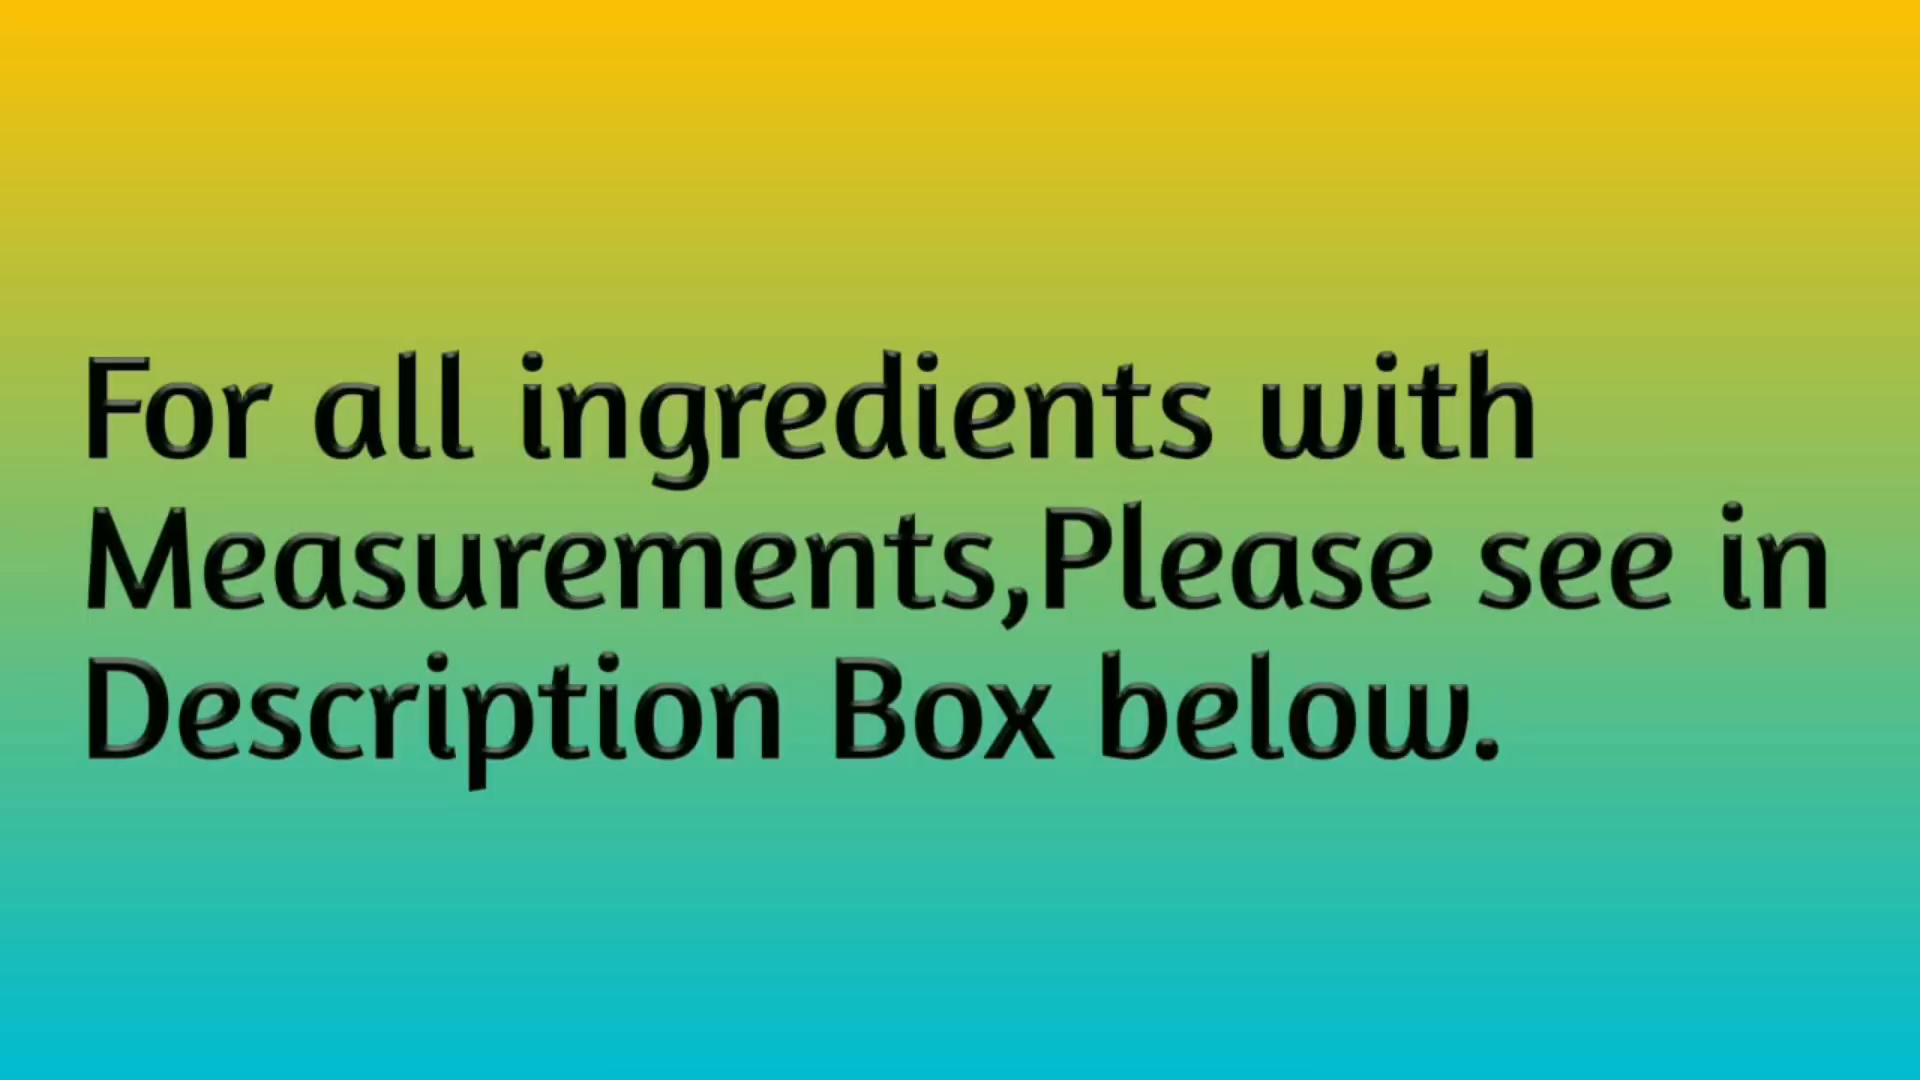 For all ingredients with
Measurements,Please see in
Description Box below.